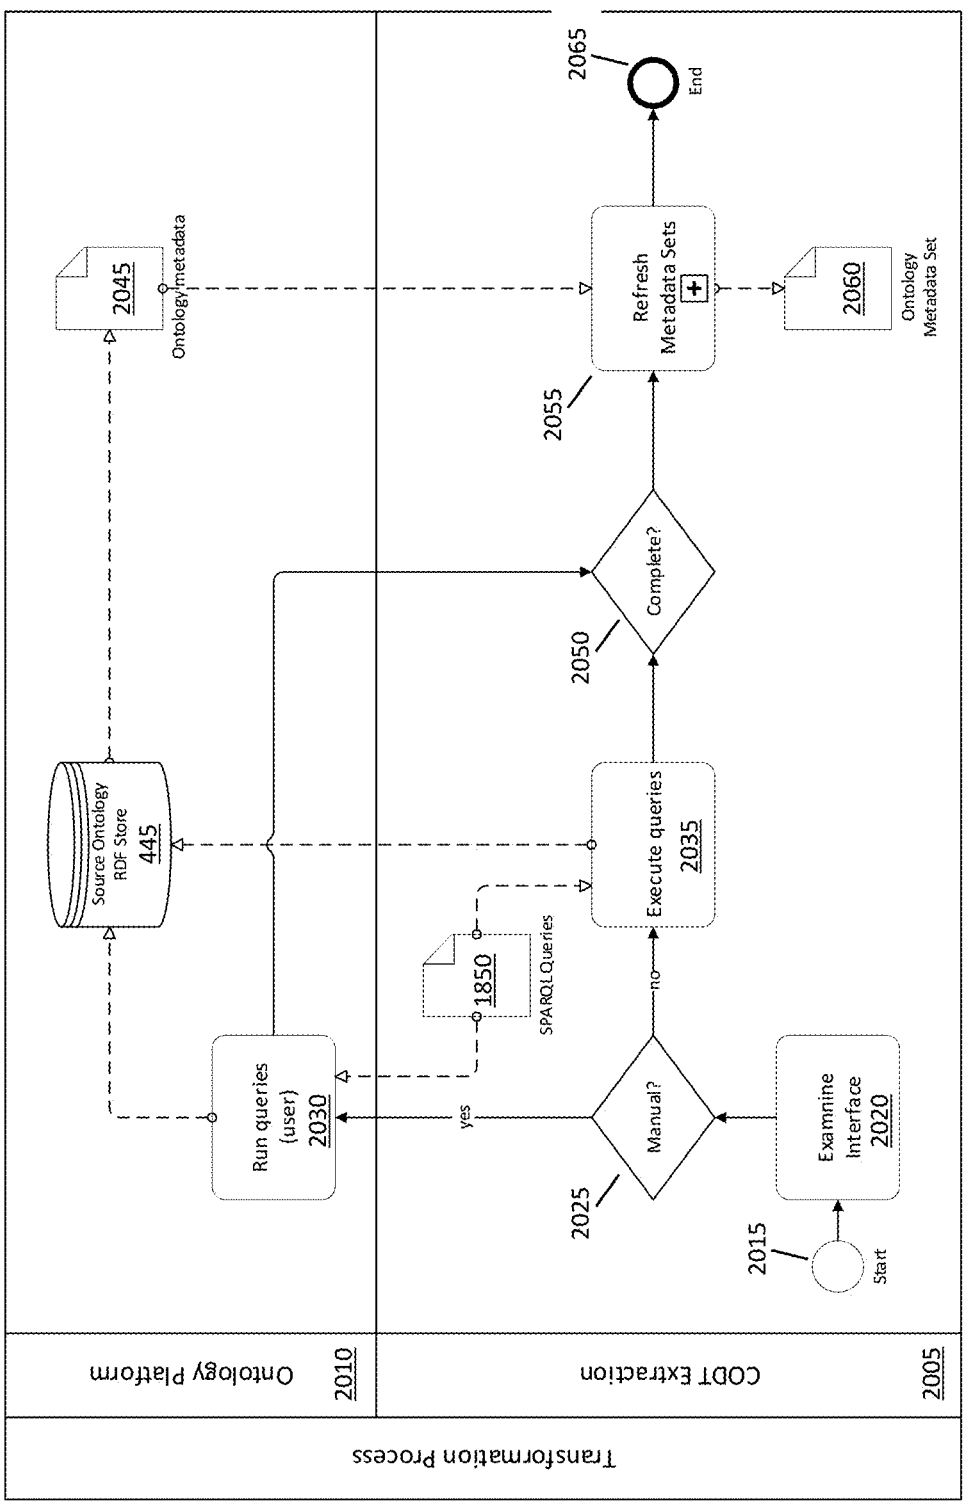 Transformation Process
Ontology Platform
2010
CODT Extraction
2005
2015
Start
Examnine
Interface
2020
2025
Manual?
yes
no
Run queries
(user)
2030
1850
SPARQL Queries
Execute queries
2035
Source Ontology
RDF Store
445
2050
Complete?
2045
Ontology metadata
2055
Refresh
Metadata Sets
+
2060
Ontology
Metadata Set
2065
End